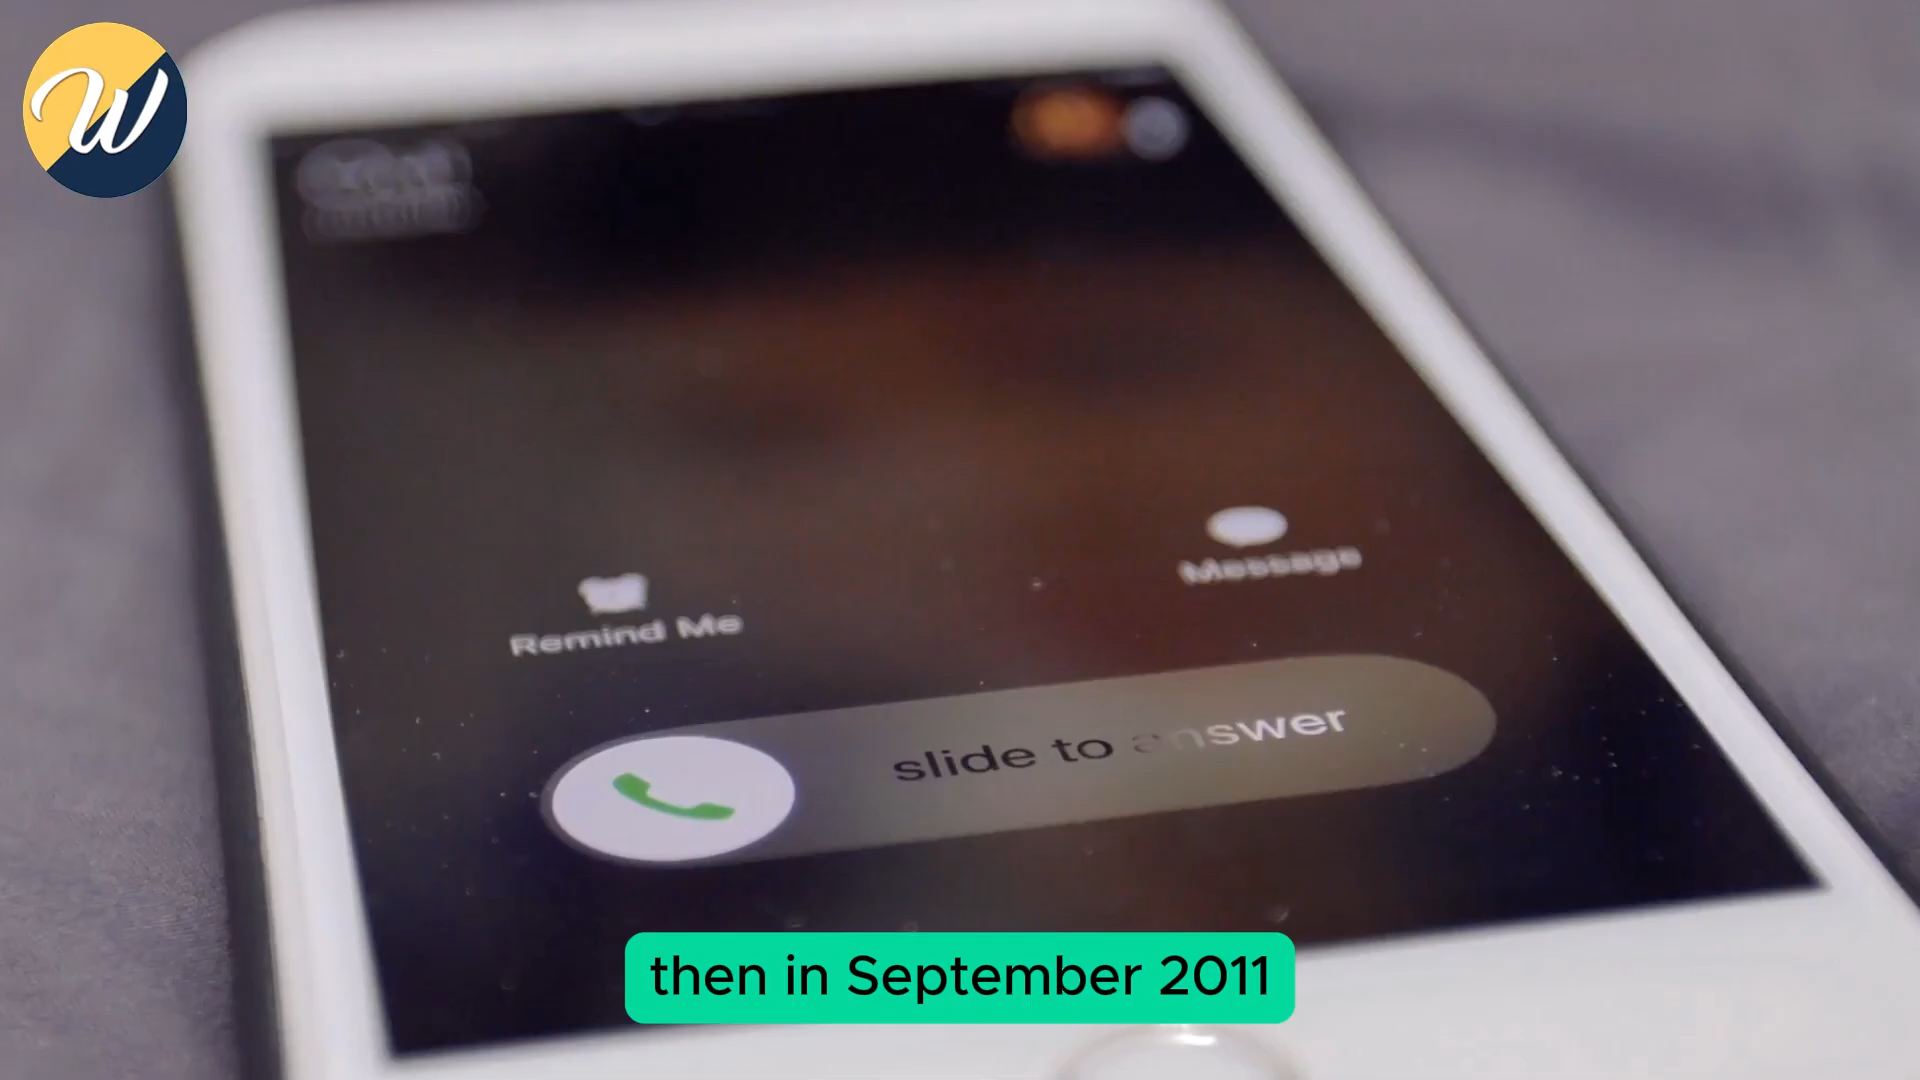 W
Remind Me
Message
slide to answer
then in September 2011